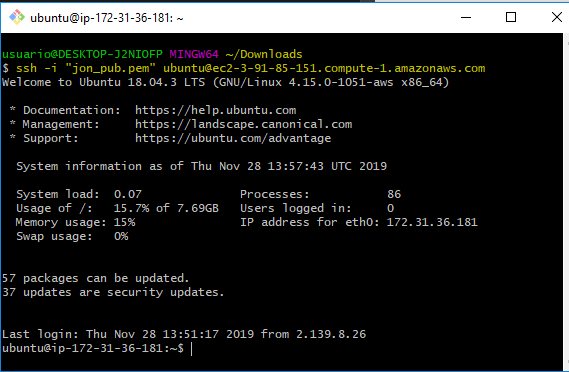 ubuntu@ip-172-31-36-181: ~
usuario@DESKTOP-J2NIOFP MINGW64 ~/Downloads
$ ssh -i "jon_pub.pem" ubuntu@ec2-3-91-85-151.compute-1.amazonaws.com
Welcome to Ubuntu 18.04.3 LTS (GNU/Linux 4.15.0-1051-aws x86_64)
* Documentation:  https://help.ubuntu.com
* Management:     https://landscape.canonical.com
* Support:        https://ubuntu.com/advantage
System information as of Thu Nov 28 13:57:43 UTC 2019
System load:  0.07              Processes:           86
Usage of /:   15.7% of 7.69GB   Users logged in:     0
Memory usage: 15%               IP address for eth0: 172.31.36.181
Swap usage:   0%
57 packages can be updated.
37 updates are security updates.
Last login: Thu Nov 28 13:51:17 2019 from 2.139.8.26
ubuntu@ip-172-31-36-181:~$